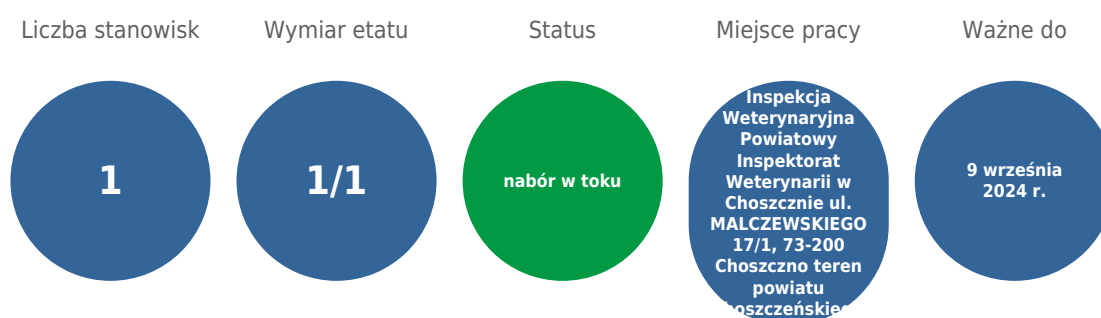 Liczba stanowisk
Wymiar etatu
Status
Miejsce pracy
Ważne do
1
1/1
nabór w toku
Inspekcja
Weterynaryjna
Powiatowy
Inspektorat
Weterynarii w
Choszcznie ul.
MALCZEWSKIEGO
17/1, 73-200
Choszczno teren
powiatu
9 września
2024 r.